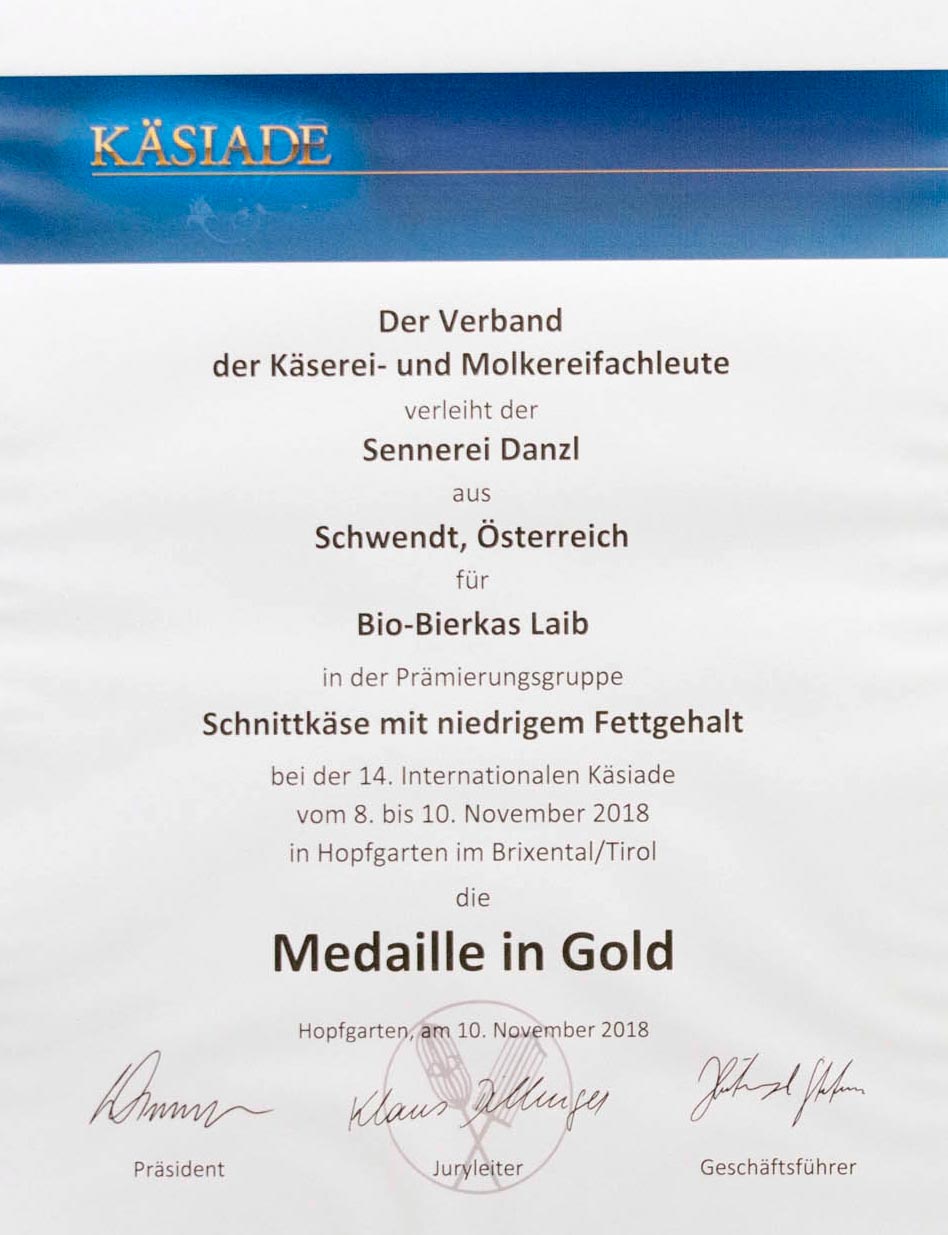 KÄSIADE
Der Verband
der Käserei- und Molkereifachleute
verleiht der
Sennerei Danzl
aus
Schwendt, Österreich
für
Bio-Bierkas Laib
in der Prämierungsgruppe
Schnittkäse mit niedrigem Fettgehalt
bei der 14. Internationalen Käsiade
vom 8. bis 10. November 2018
in Hopfgarten im Brixental/Tirol
die
Medaille in Gold
Hopfgarten, am 10. November 2018
Klaus Dillinger
Präsident Juryleiter Geschäftsführer